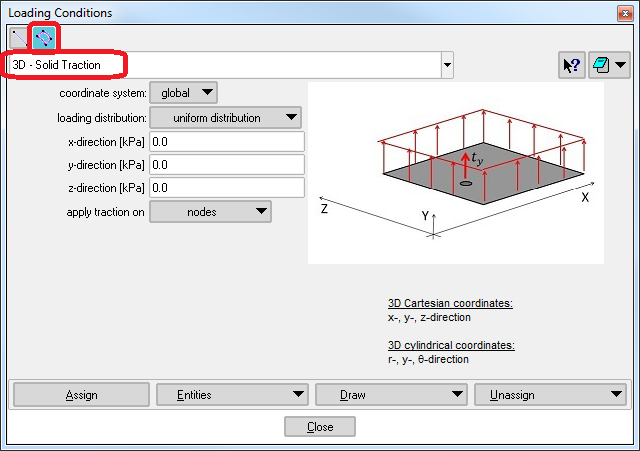 Loading Conditions
3D - Solid Traction
coordinate system: global
loading distribution: uniform distribution
x-direction [kPa] 0.0
y-direction [kPa] 0.0
z-direction [kPa] 0.0
apply traction on nodes
t_y
Z
Y
X
3D Cartesian coordinates:
x-, y-, z-direction
3D cylindrical coordinates:
r-, y-, θ-direction
Assign Entities Draw Unassign
Close